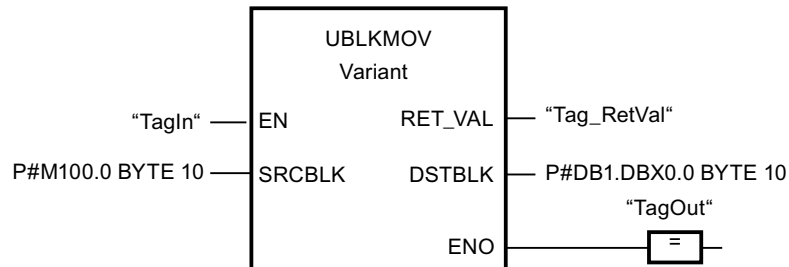 UBLKMOV
Variant
“TagIn“ EN RET_VAL “Tag_RetVal“
P#M100.0 BYTE 10 SRCBLK DSTBLK P#DB1.DBX0.0 BYTE 10
“TagOut“
ENO =